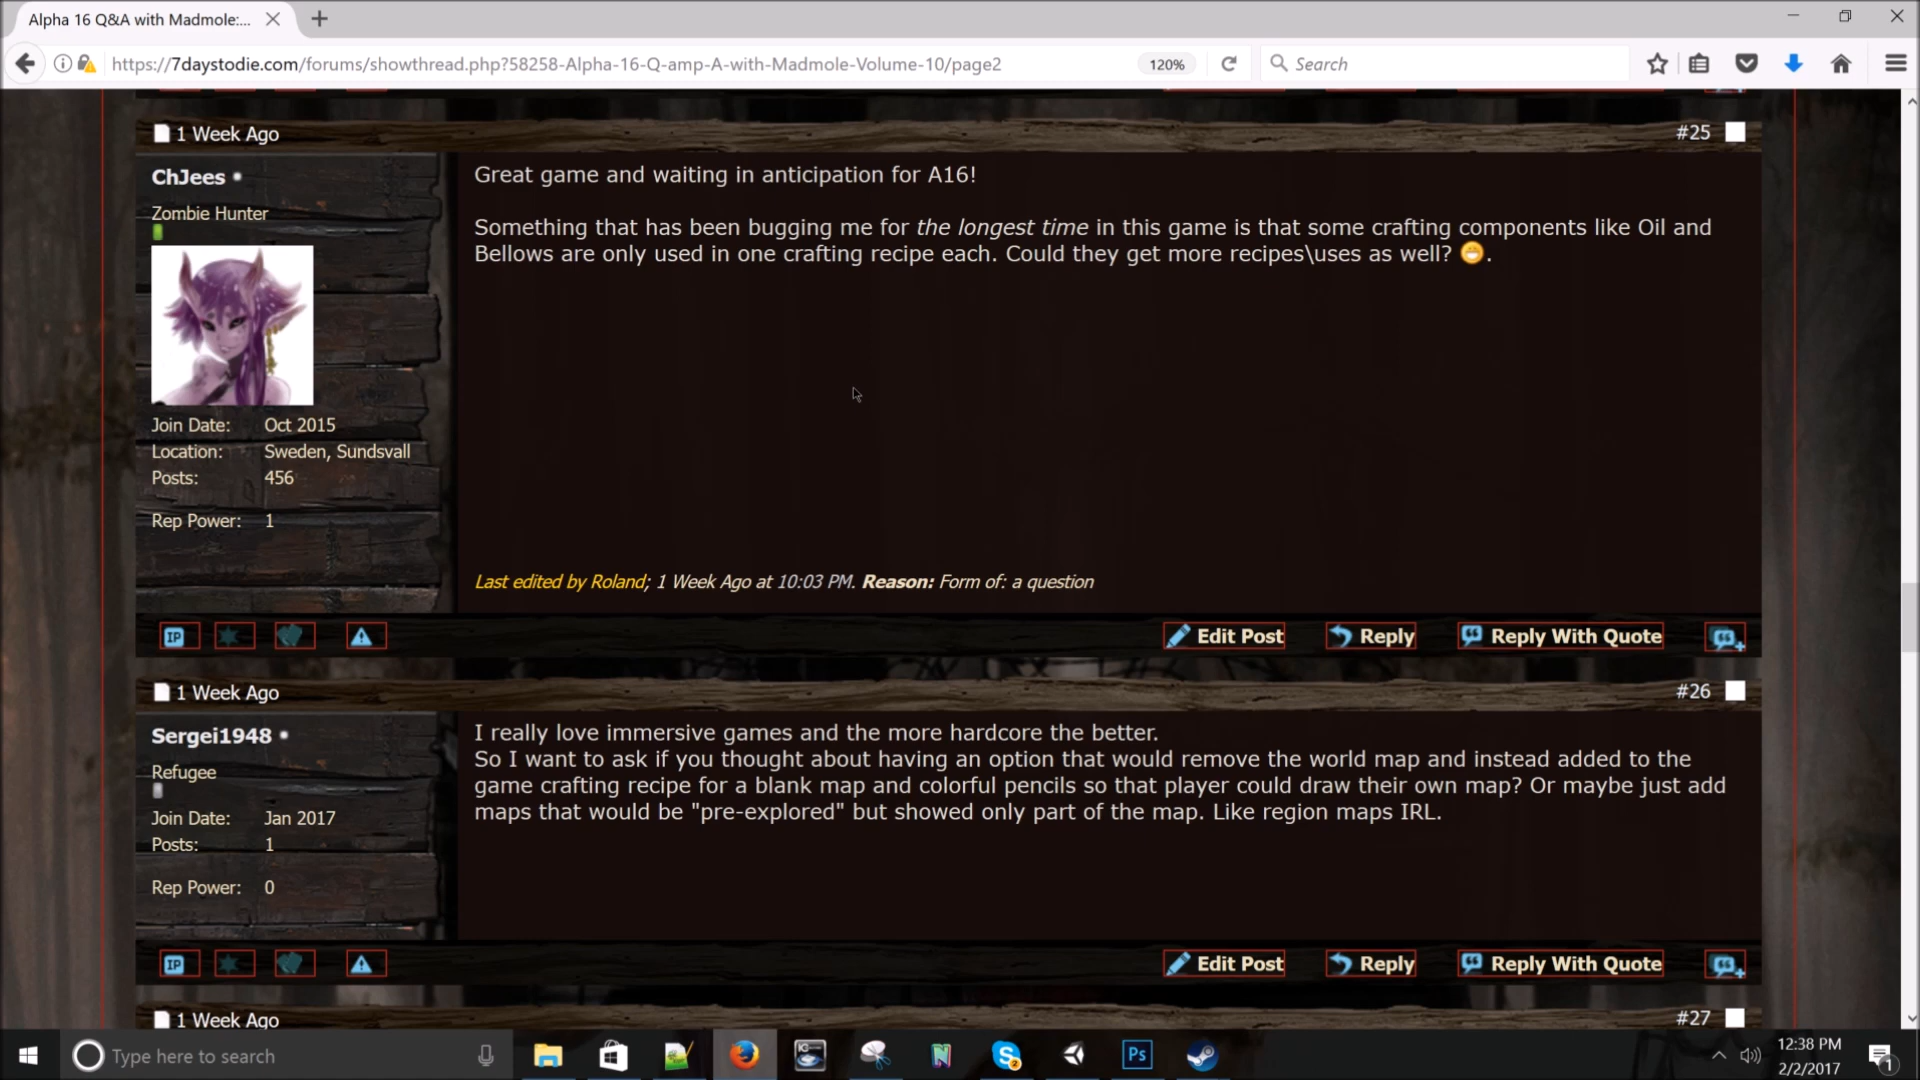 Alpha 16 Q&A with Madmole:...
https://7daystodie.com/forums/showthread.php?58258-Alpha-16-Q-amp-A-with-Madmole-Volume-10/page2
120%
Search
1 Week Ago
#25
ChJees
Zombie Hunter
Join Date: Oct 2015
Location: Sweden, Sundsvall
Posts: 456
Rep Power: 1
Great game and waiting in anticipation for A16!
Something that has been bugging me for the longest time in this game is that some crafting components like Oil and
Bellows are only used in one crafting recipe each. Could they get more recipes\uses as well? 😁.
Last edited by Roland; 1 Week Ago at 10:03 PM. Reason: Form of: a question
IP
Edit Post
Reply
Reply With Quote
1 Week Ago
#26
Sergei1948
Refugee
Join Date: Jan 2017
Posts: 1
Rep Power: 0
I really love immersive games and the more hardcore the better.
So I want to ask if you thought about having an option that would remove the world map and instead added to the
game crafting recipe for a blank map and colorful pencils so that player could draw their own map? Or maybe just add
maps that would be "pre-explored" but showed only part of the map. Like region maps IRL.
IP
Edit Post
Reply
Reply With Quote
1 Week Ago
#27
Type here to search
N
S
2
Ps
12:38 PM
2/2/2017
1